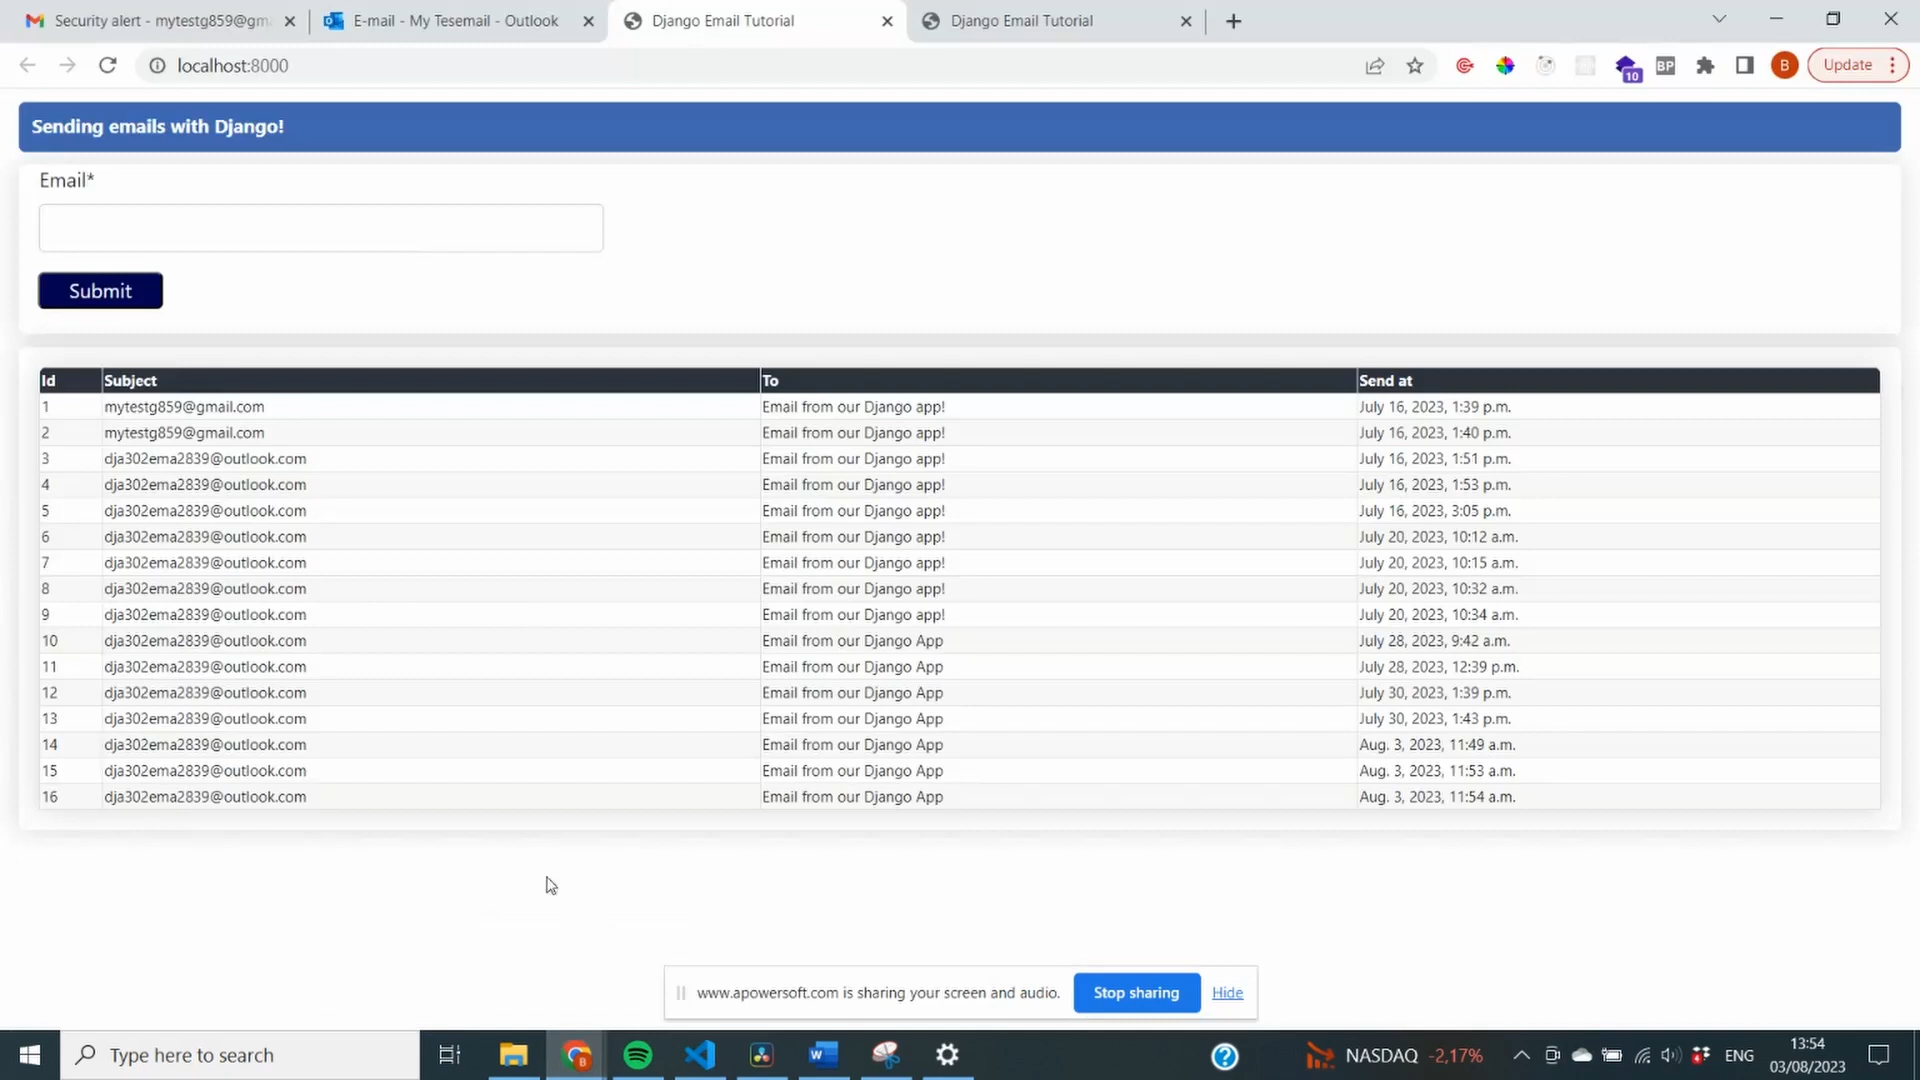 Security alert - mytestg859@gm
E-mail - My Tesemail - Outlook
Django Email Tutorial
Django Email Tutorial
localhost:8000
10
BP
B
Update
Sending emails with Django!
Email*
Submit
Id Subject To Send at
1 mytestg859@gmail.com Email from our Django app! July 16, 2023, 1:39 p.m.
2 mytestg859@gmail.com Email from our Django app! July 16, 2023, 1:40 p.m.
3 dja302ema2839@outlook.com Email from our Django app! July 16, 2023, 1:51 p.m.
4 dja302ema2839@outlook.com Email from our Django app! July 16, 2023, 1:53 p.m.
5 dja302ema2839@outlook.com Email from our Django app! July 16, 2023, 3:05 p.m.
6 dja302ema2839@outlook.com Email from our Django app! July 20, 2023, 10:12 a.m.
7 dja302ema2839@outlook.com Email from our Django app! July 20, 2023, 10:15 a.m.
8 dja302ema2839@outlook.com Email from our Django app! July 20, 2023, 10:32 a.m.
9 dja302ema2839@outlook.com Email from our Django app! July 20, 2023, 10:34 a.m.
10 dja302ema2839@outlook.com Email from our Django App July 28, 2023, 9:42 a.m.
11 dja302ema2839@outlook.com Email from our Django App July 28, 2023, 12:39 p.m.
12 dja302ema2839@outlook.com Email from our Django App July 30, 2023, 1:39 p.m.
13 dja302ema2839@outlook.com Email from our Django App July 30, 2023, 1:43 p.m.
14 dja302ema2839@outlook.com Email from our Django App Aug. 3, 2023, 11:49 a.m.
15 dja302ema2839@outlook.com Email from our Django App Aug. 3, 2023, 11:53 a.m.
16 dja302ema2839@outlook.com Email from our Django App Aug. 3, 2023, 11:54 a.m.
www.apowersoft.com is sharing your screen and audio. Stop sharing Hide
Type here to search
NASDAQ -2,17%
ENG
13:54
03/08/2023